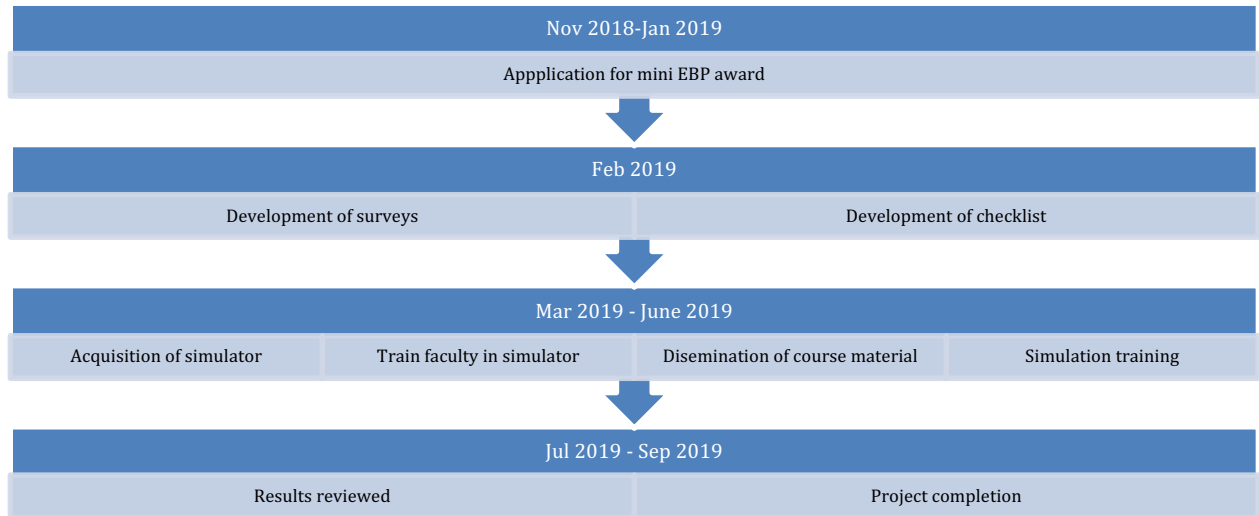 Nov 2018-Jan 2019
Appplication for mini EBP award
Feb 2019
Development of surveys
Development of checklist
Mar 2019 - June 2019
Acquisition of simulator
Train faculty in simulator
Disemination of course material
Simulation training
Jul 2019 - Sep 2019
Results reviewed
Project completion